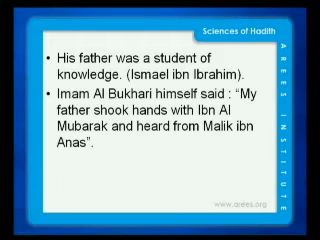 Sciences of Hadith
• His father was a student of
knowledge. (Ismael ibn Ibrahim).
• Imam Al Bukhari himself said : “My
father shook hands with Ibn Al
Mubarak and heard from Malik ibn
Anas”.
AREES INSTITUTE
www.arees.org